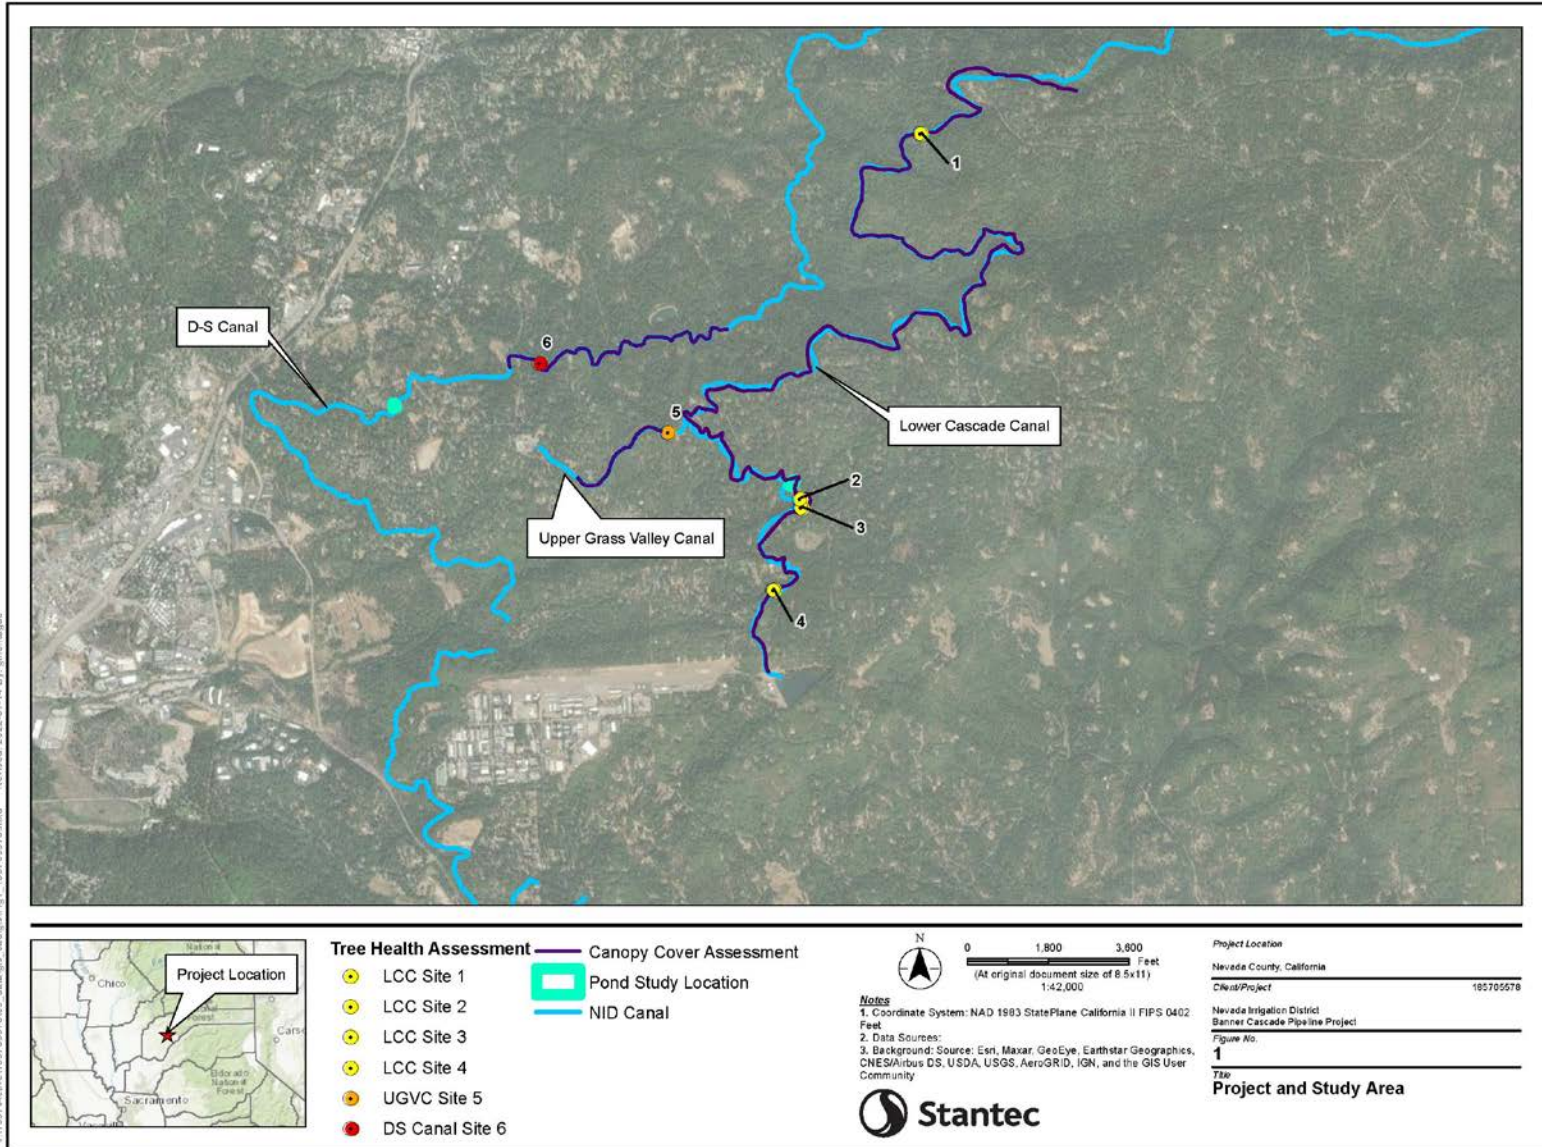 1
D-S Canal
6
5
Lower Cascade Canal
2
Upper Grass Valley Canal
3
4
Project Location
Chico
National
Forest
Eldorado
National
Forest
Sacramento
Tree Health Assessment
LCC Site 1
LCC Site 2
LCC Site 3
LCC Site 4
UGVC Site 5
DS Canal Site 6
Canopy Cover Assessment
Pond Study Location
NID Canal
N
0 1,800 3,600
Feet
(At original document size of 8.5x11)
1:42,000
Notes
1. Coordinate System: NAD 1983 StatePlane California II FIPS 0402
Feet
2. Data Sources:
3. Background: Source: Esri, Maxar, GeoEye, Earthstar Geographics,
CNES/Airbus DS, USDA, USGS, AeroGRID, IGN, and the GIS User
Community
Stantec
Project Location
Nevada County, California
Client/Project 185705578
Nevada Irrigation District
Banner Cascade Pipeline Project
Figure No.
1
Title
Project and Study Area